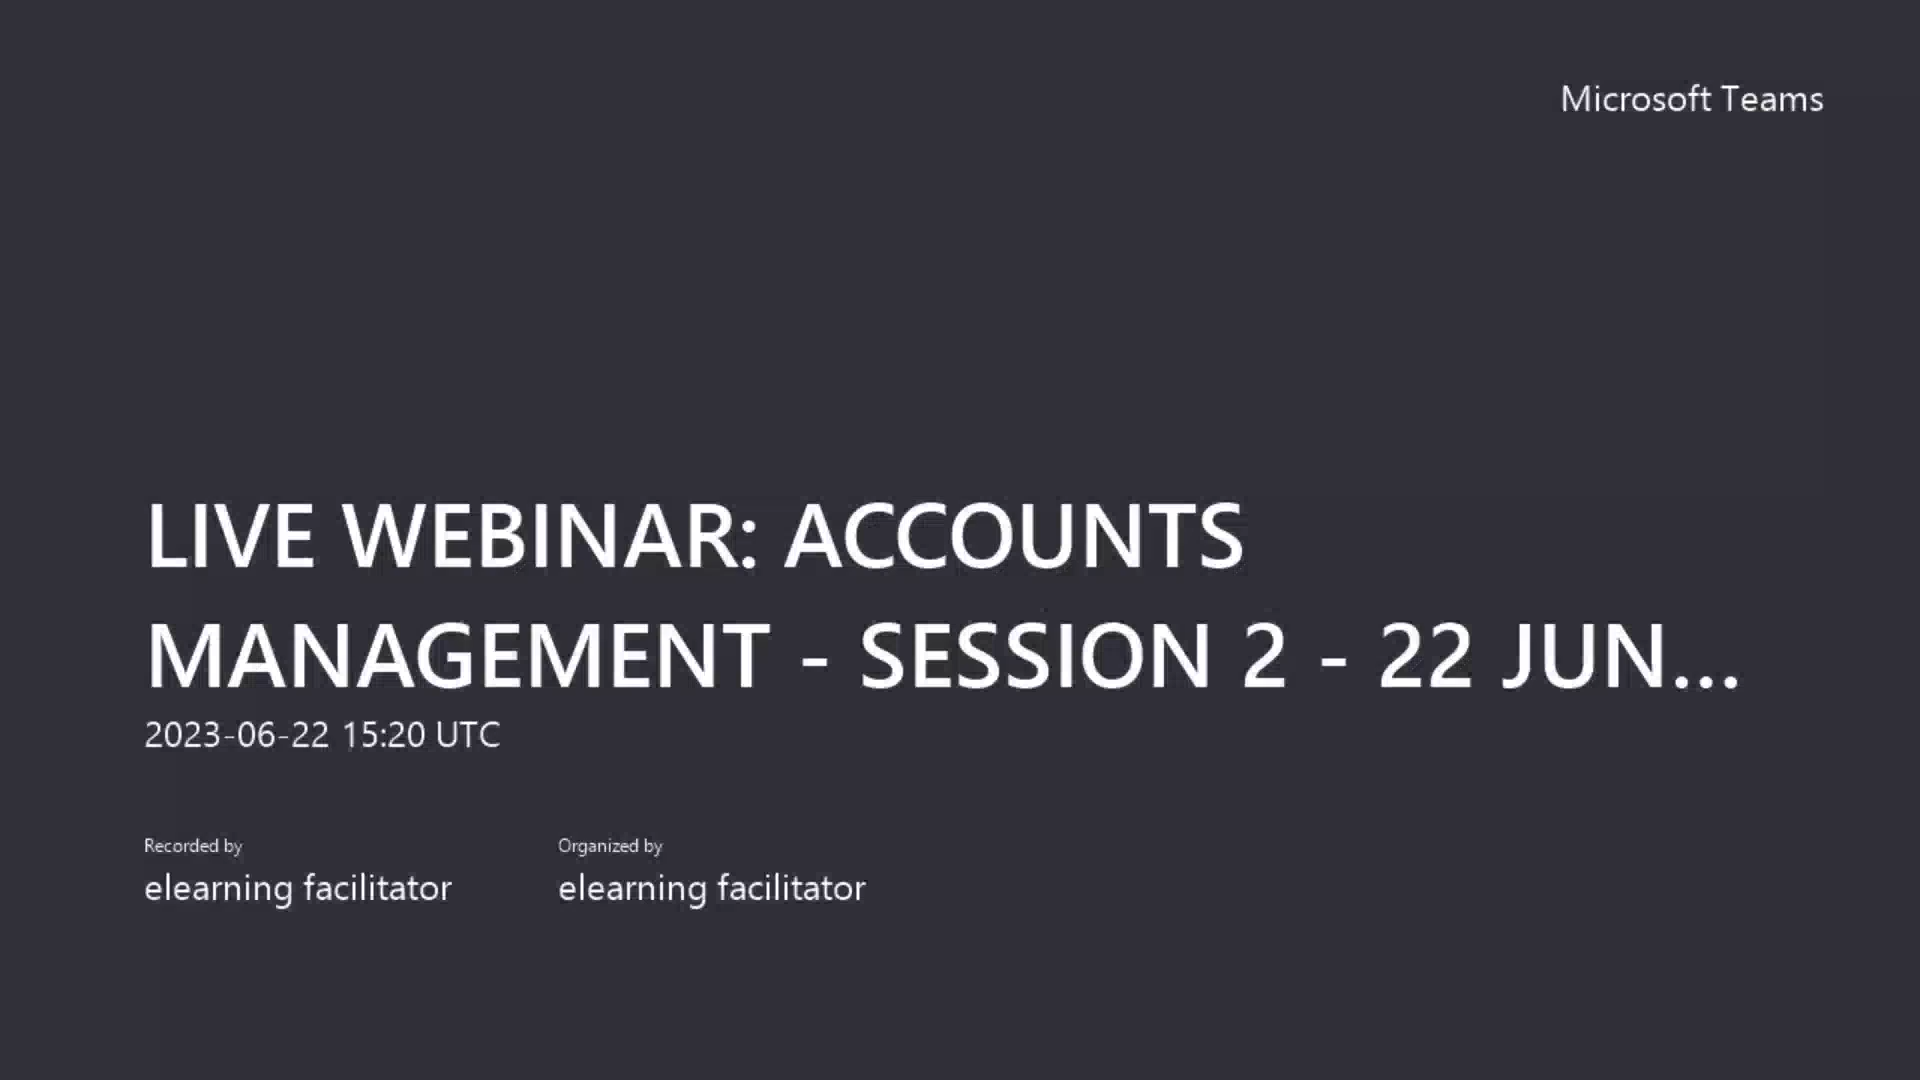 Microsoft Teams
LIVE WEBINAR: ACCOUNTS
MANAGEMENT - SESSION 2 - 22 JUN...
2023-06-22 15:20 UTC
Recorded by
elearning facilitator
Organized by
elearning facilitator